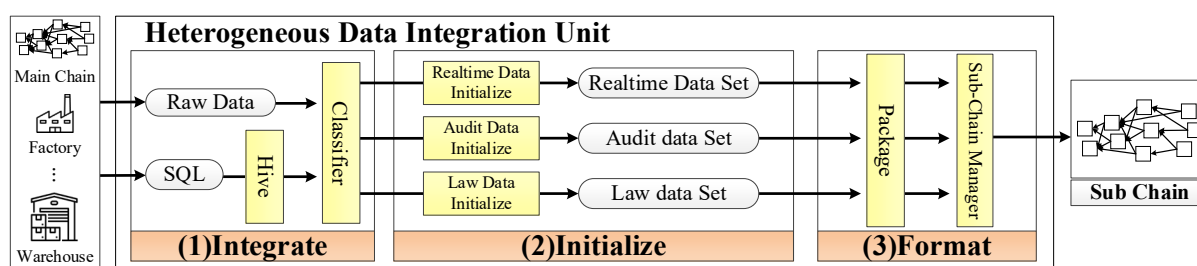 Heterogeneous Data Integration Unit
Main Chain
Factory
⋮
Warehouse
Raw Data
SQL
Hive
Classifier
(1)Integrate
Realtime Data
Initialize
Realtime Data Set
Audit Data
Initialize
Audit data Set
Law Data
Initialize
Law data Set
(2)Initialize
Package
Sub-Chain Manager
(3)Format
Sub Chain